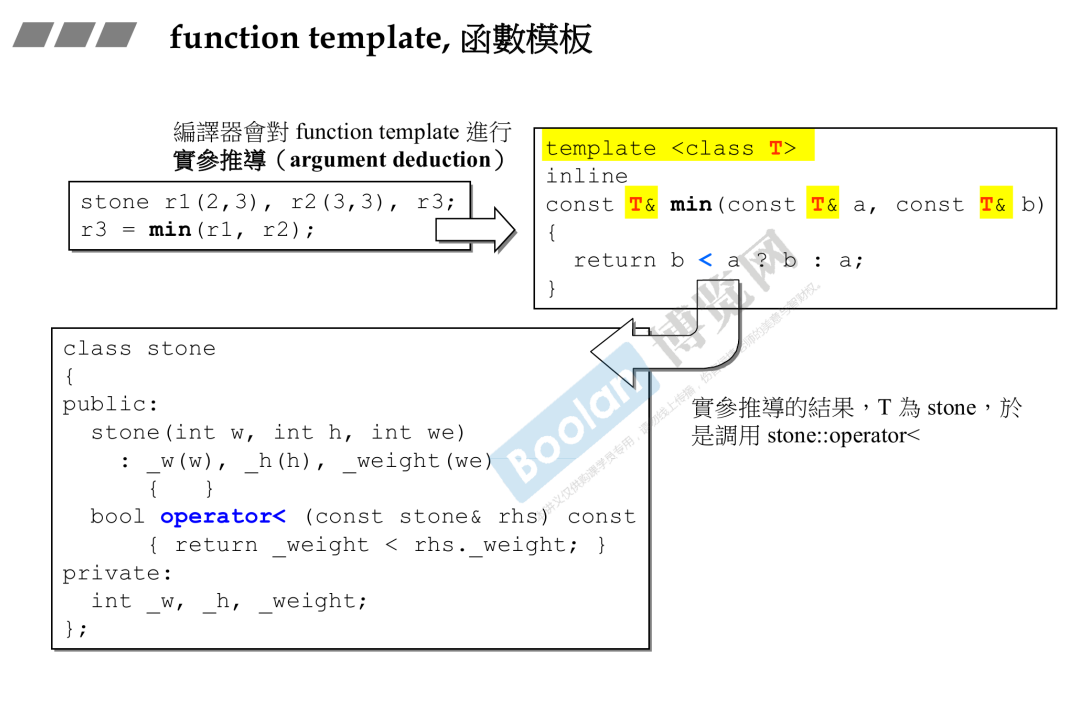 function template, 函數模板
編譯器會對 function template 進行
實參推導（argument deduction）
stone r1(2,3), r2(3,3), r3;
r3 = min(r1, r2);
template <class T>
inline
const T& min(const T& a, const T& b)
{
  return b < a ? b : a;
}
class stone
{
public:
  stone(int w, int h, int we)
    : _w(w), _h(h), _weight(we)
      {   }
  bool operator< (const stone& rhs) const
      { return _weight < rhs._weight; }
private:
  int _w, _h, _weight;
};
實參推導的結果，T 為 stone，於
是調用 stone::operator<
Boolan 博览网